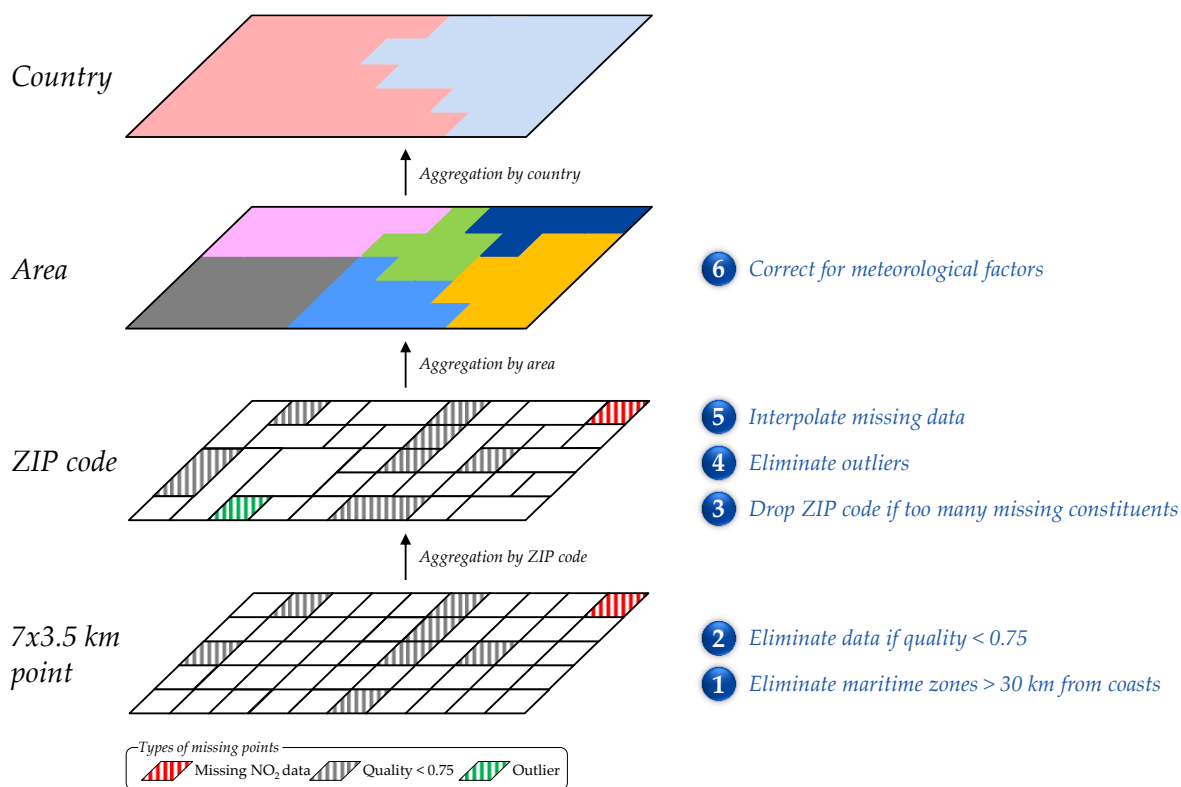 Country
Aggregation by country
Area
6 Correct for meteorological factors
Aggregation by area
ZIP code
5 Interpolate missing data
4 Eliminate outliers
3 Drop ZIP code if too many missing constituents
Aggregation by ZIP code
7x3.5 km
point
2 Eliminate data if quality < 0.75
1 Eliminate maritime zones > 30 km from coasts
Types of missing points
Missing NO₂ data Quality < 0.75 Outlier